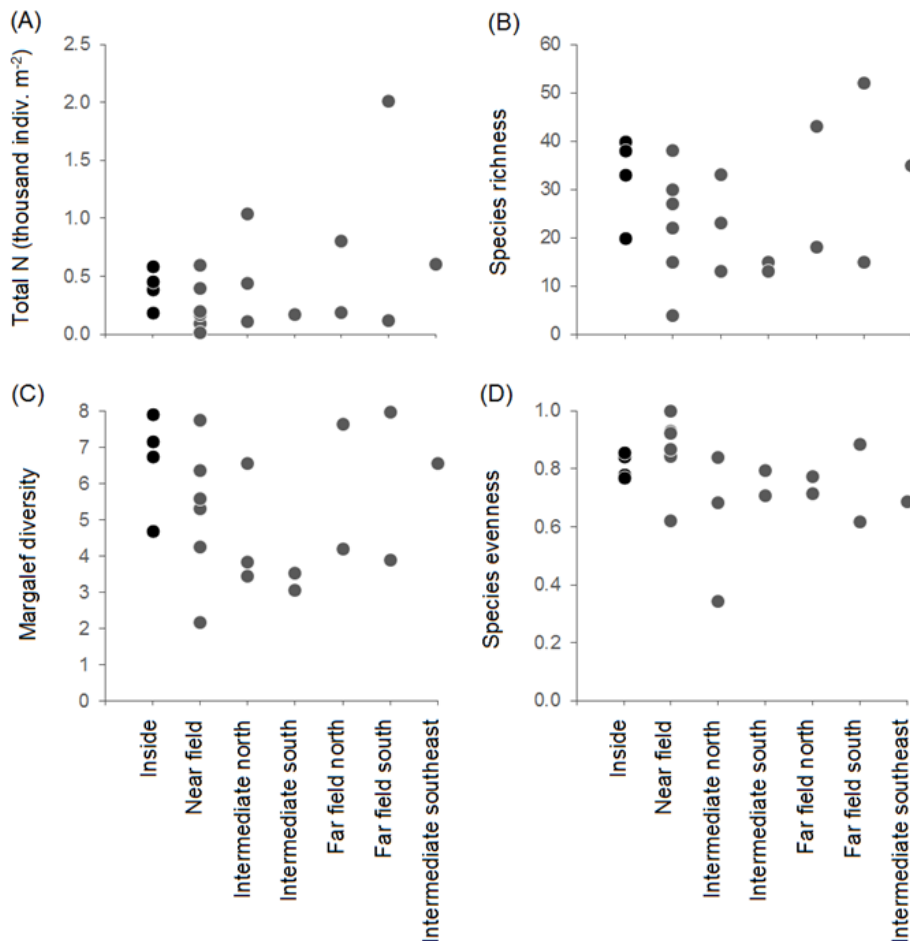 (A)
Total N (thousand indiv. m-2)
2.5
2.0
1.5
1.0
0.5
0.0
(B)
Species richness
60
50
40
30
20
10
0
(C)
Margalef diversity
8
7
6
5
4
3
2
1
0
Inside
Near field
Intermediate north
Intermediate south
Far field north
Far field south
Intermediate southeast
(D)
Species evenness
1.0
0.8
0.6
0.4
0.2
0.0
Inside
Near field
Intermediate north
Intermediate south
Far field north
Far field south
Intermediate southeast